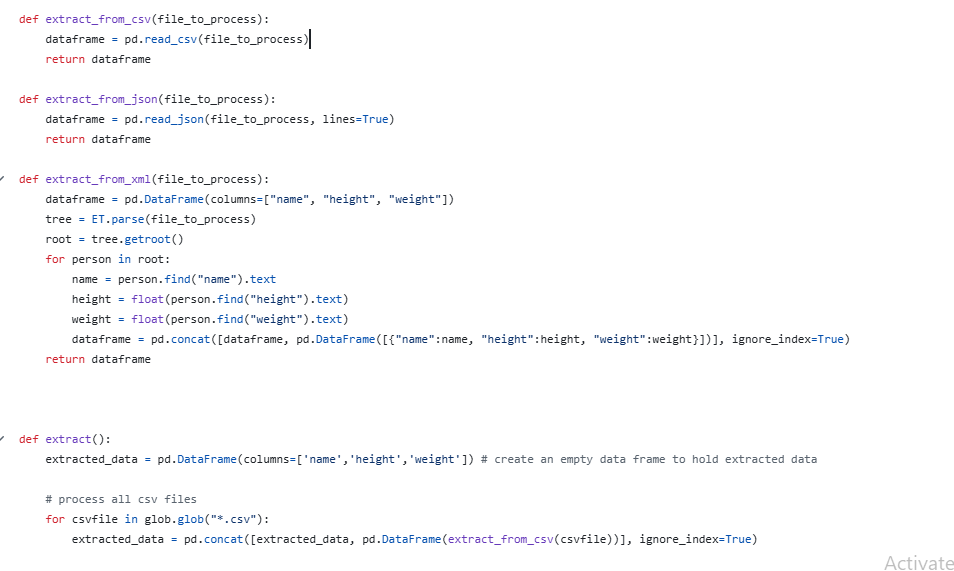 def extract_from_csv(file_to_process):
    dataframe = pd.read_csv(file_to_process)
    return dataframe
def extract_from_json(file_to_process):
    dataframe = pd.read_json(file_to_process, lines=True)
    return dataframe
def extract_from_xml(file_to_process):
    dataframe = pd.DataFrame(columns=["name", "height", "weight"])
    tree = ET.parse(file_to_process)
    root = tree.getroot()
    for person in root:
        name = person.find("name").text
        height = float(person.find("height").text)
        weight = float(person.find("weight").text)
        dataframe = pd.concat([dataframe, pd.DataFrame([{"name":name, "height":height, "weight":weight}])], ignore_index=True)
    return dataframe
def extract():
    extracted_data = pd.DataFrame(columns=['name','height','weight']) # create an empty data frame to hold extracted data
    # process all csv files
    for csvfile in glob.glob("*.csv"):
        extracted_data = pd.concat([extracted_data, pd.DataFrame(extract_from_csv(csvfile))], ignore_index=True)
Activate